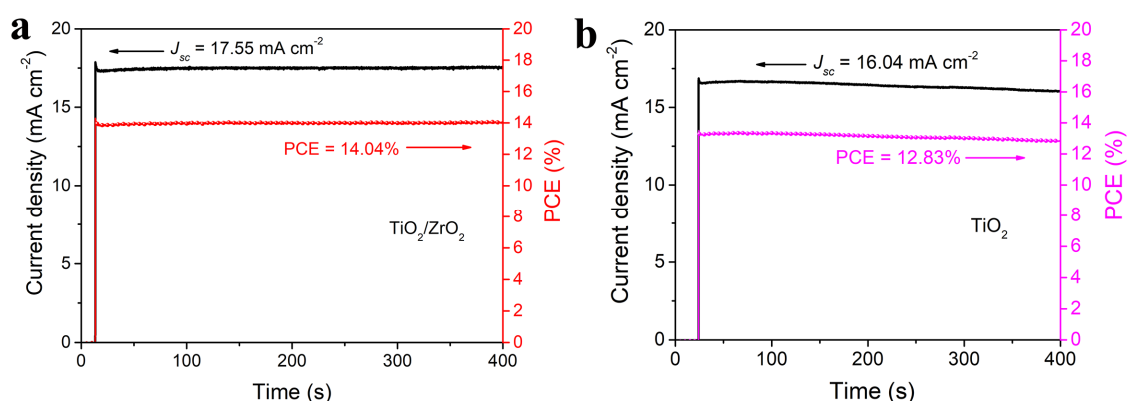 a
20
15
10
5
0
Current density (mA cm⁻²)
Jsc = 17.55 mA cm⁻²
PCE = 14.04%
TiO₂/ZrO₂
20
18
16
14
12
10
8
6
4
2
0
PCE (%)
0 100 200 300 400
Time (s)
b
20
15
10
5
0
Current density (mA cm⁻²)
Jsc = 16.04 mA cm⁻²
PCE = 12.83%
TiO₂
20
18
16
14
12
10
8
6
4
2
0
PCE (%)
0 100 200 300 400
Time (s)